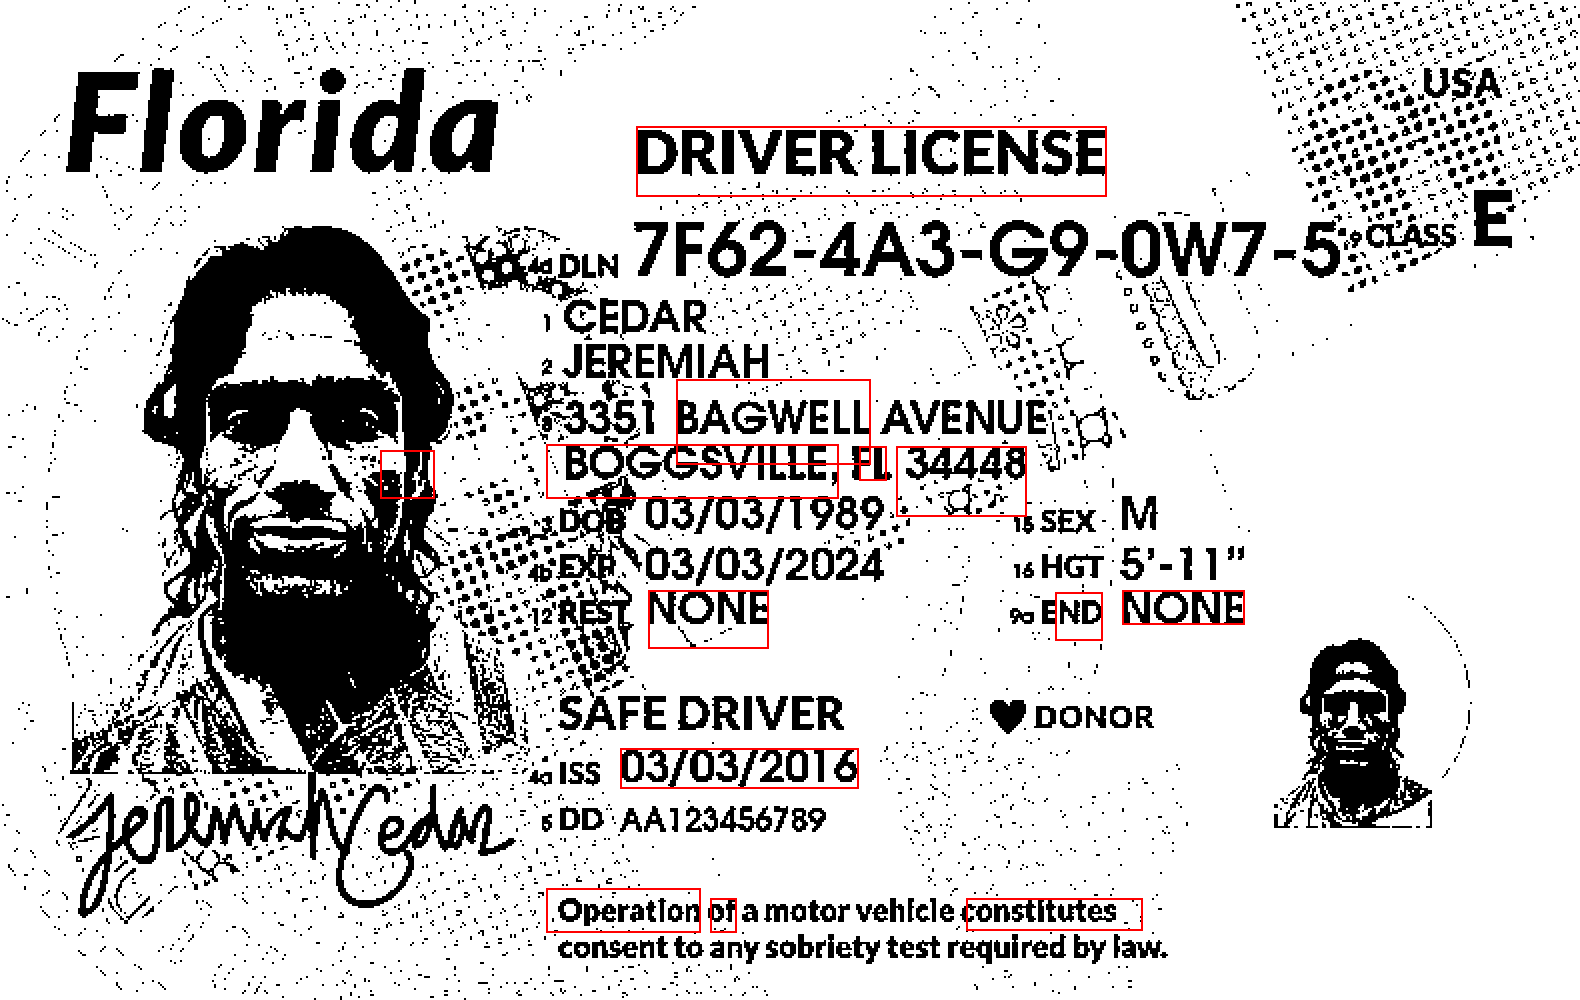 Florida
USA
DRIVER LICENSE
9 CLASS E
4d DLN 7F62-4A3-G9-0W7-5
1 CEDAR
2 JEREMIAH
8 3351 BAGWELL AVENUE
BOGGSVILLE, FL 34448
3 DOB 03/03/1989 15 SEX M
4b EXP 03/03/2024 16 HGT 5'-11"
12 REST NONE 9a END NONE
SAFE DRIVER DONOR
4a ISS 03/03/2016
5 DD AA123456789
Jeremiah Cedar
Operation of a motor vehicle constitutes
consent to any sobriety test required by law.